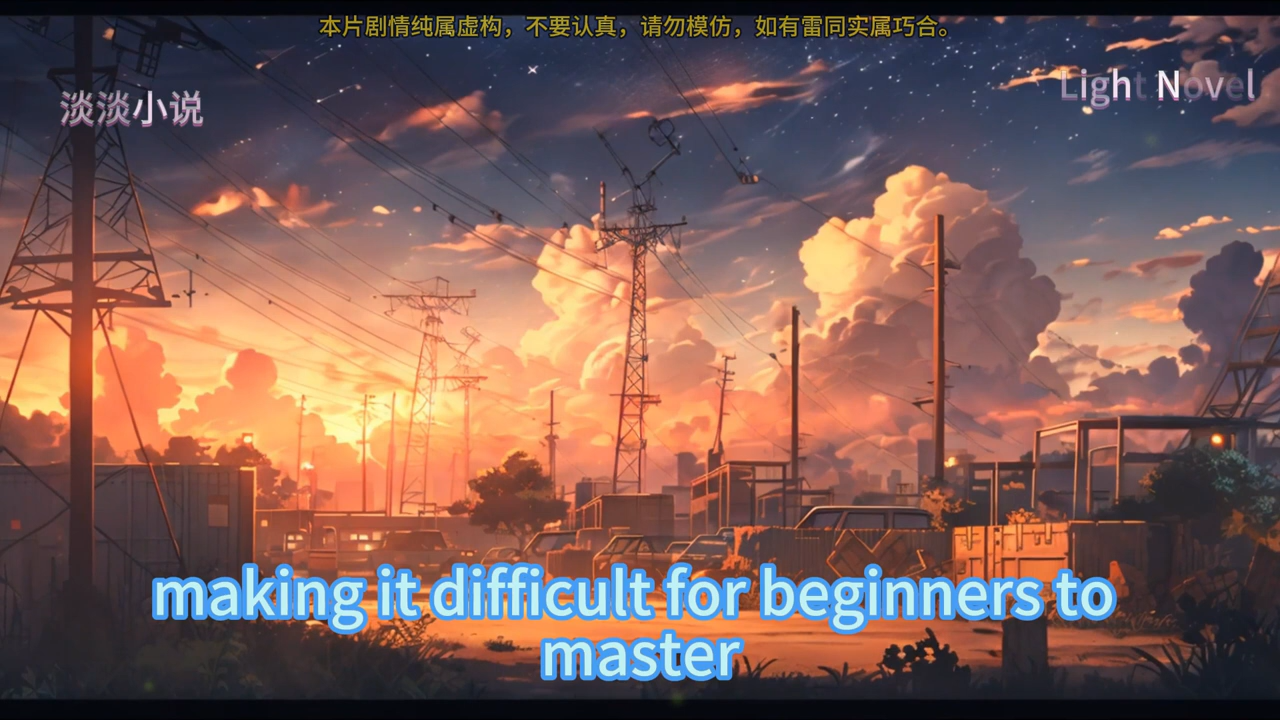 本片剧情纯属虚构，不要认真，请勿模仿，如有雷同实属巧合。
淡淡小说
Light Novel
making it difficult for beginners to
master